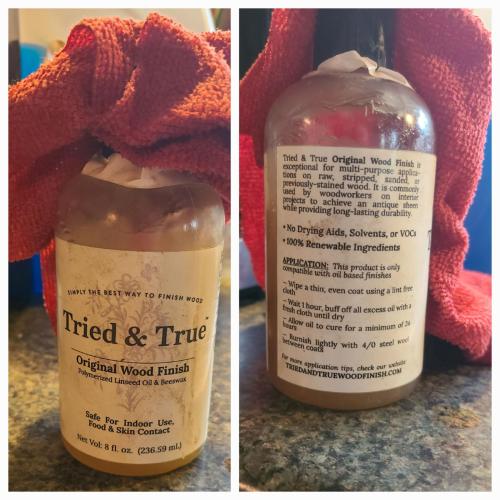 SIMPLY THE BEST WAY TO FINISH WOOD
Tried & True™
Original Wood Finish
Polymerized Linseed Oil & Beeswax
Safe For Indoor Use,
Food & Skin Contact
Net Vol: 8 fl. oz. (236.59 mL)
Tried & True Original Wood Finish is
exceptional for multi-purpose applica-
tions on raw, stripped, sanded, or
previously-stained wood. It is commonly
used by woodworkers on interior
projects to achieve an antique sheen
while providing long-lasting durability.
• No Drying Aids, Solvents, or VOCs
• 100% Renewable Ingredients
APPLICATION: This product is only
compatible with oil based finishes
– Wipe a thin, even coat using a lint free
cloth
– Wait 1 hour, buff off all excess oil with a
fresh cloth until dry
– Allow oil to cure for a minimum of 24
hours
– Burnish lightly with 4/0 steel wool
between coats
For more application tips, check our website:
TRIEDANDTRUEWOODFINISH.COM
T